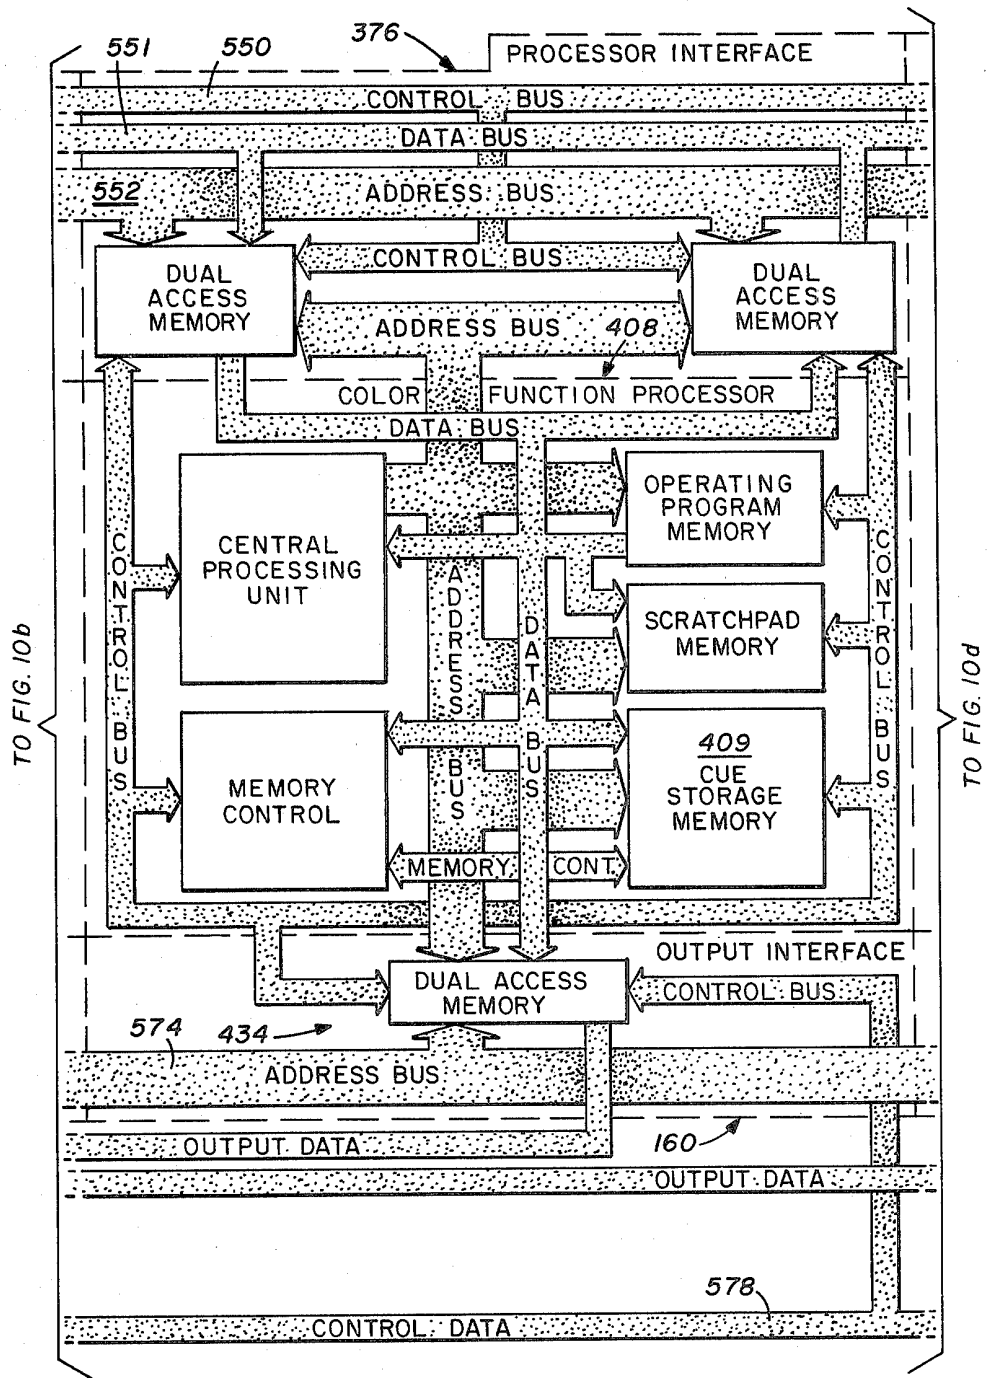 376
PROCESSOR INTERFACE
551
550
CONTROL BUS
DATA BUS
552
ADDRESS BUS
CONTROL BUS
DUAL
ACCESS
MEMORY
DUAL
ACCESS
MEMORY
ADDRESS BUS
408
COLOR FUNCTION PROCESSOR
DATA BUS
CENTRAL
PROCESSING
UNIT
OPERATING
PROGRAM
MEMORY
CONTROL BUS
ADDRESS BUS
DATA BUS
CONTROL BUS
SCRATCHPAD
MEMORY
TO FIG. 10b
TO FIG. 10d
MEMORY
CONTROL
409
CUE
STORAGE
MEMORY
MEMORY CONT.
OUTPUT INTERFACE
DUAL ACCESS
MEMORY
CONTROL BUS
574
434
ADDRESS BUS
160
OUTPUT DATA
OUTPUT DATA
578
CONTROL DATA